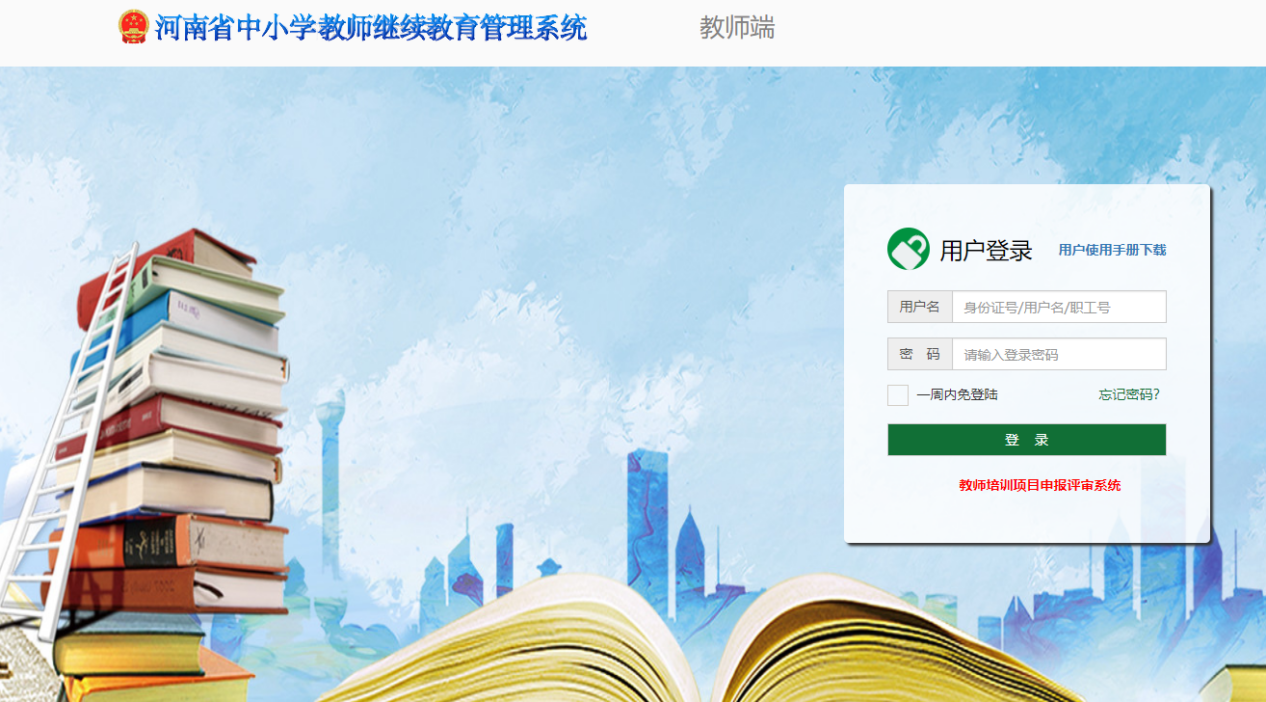 河南省中小学教师继续教育管理系统 教师端
用户登录 用户使用手册下载
用户名 身份证号/用户名/职工号
密 码 请输入登录密码
一周内免登陆 忘记密码?
登 录
教师培训项目申报评审系统